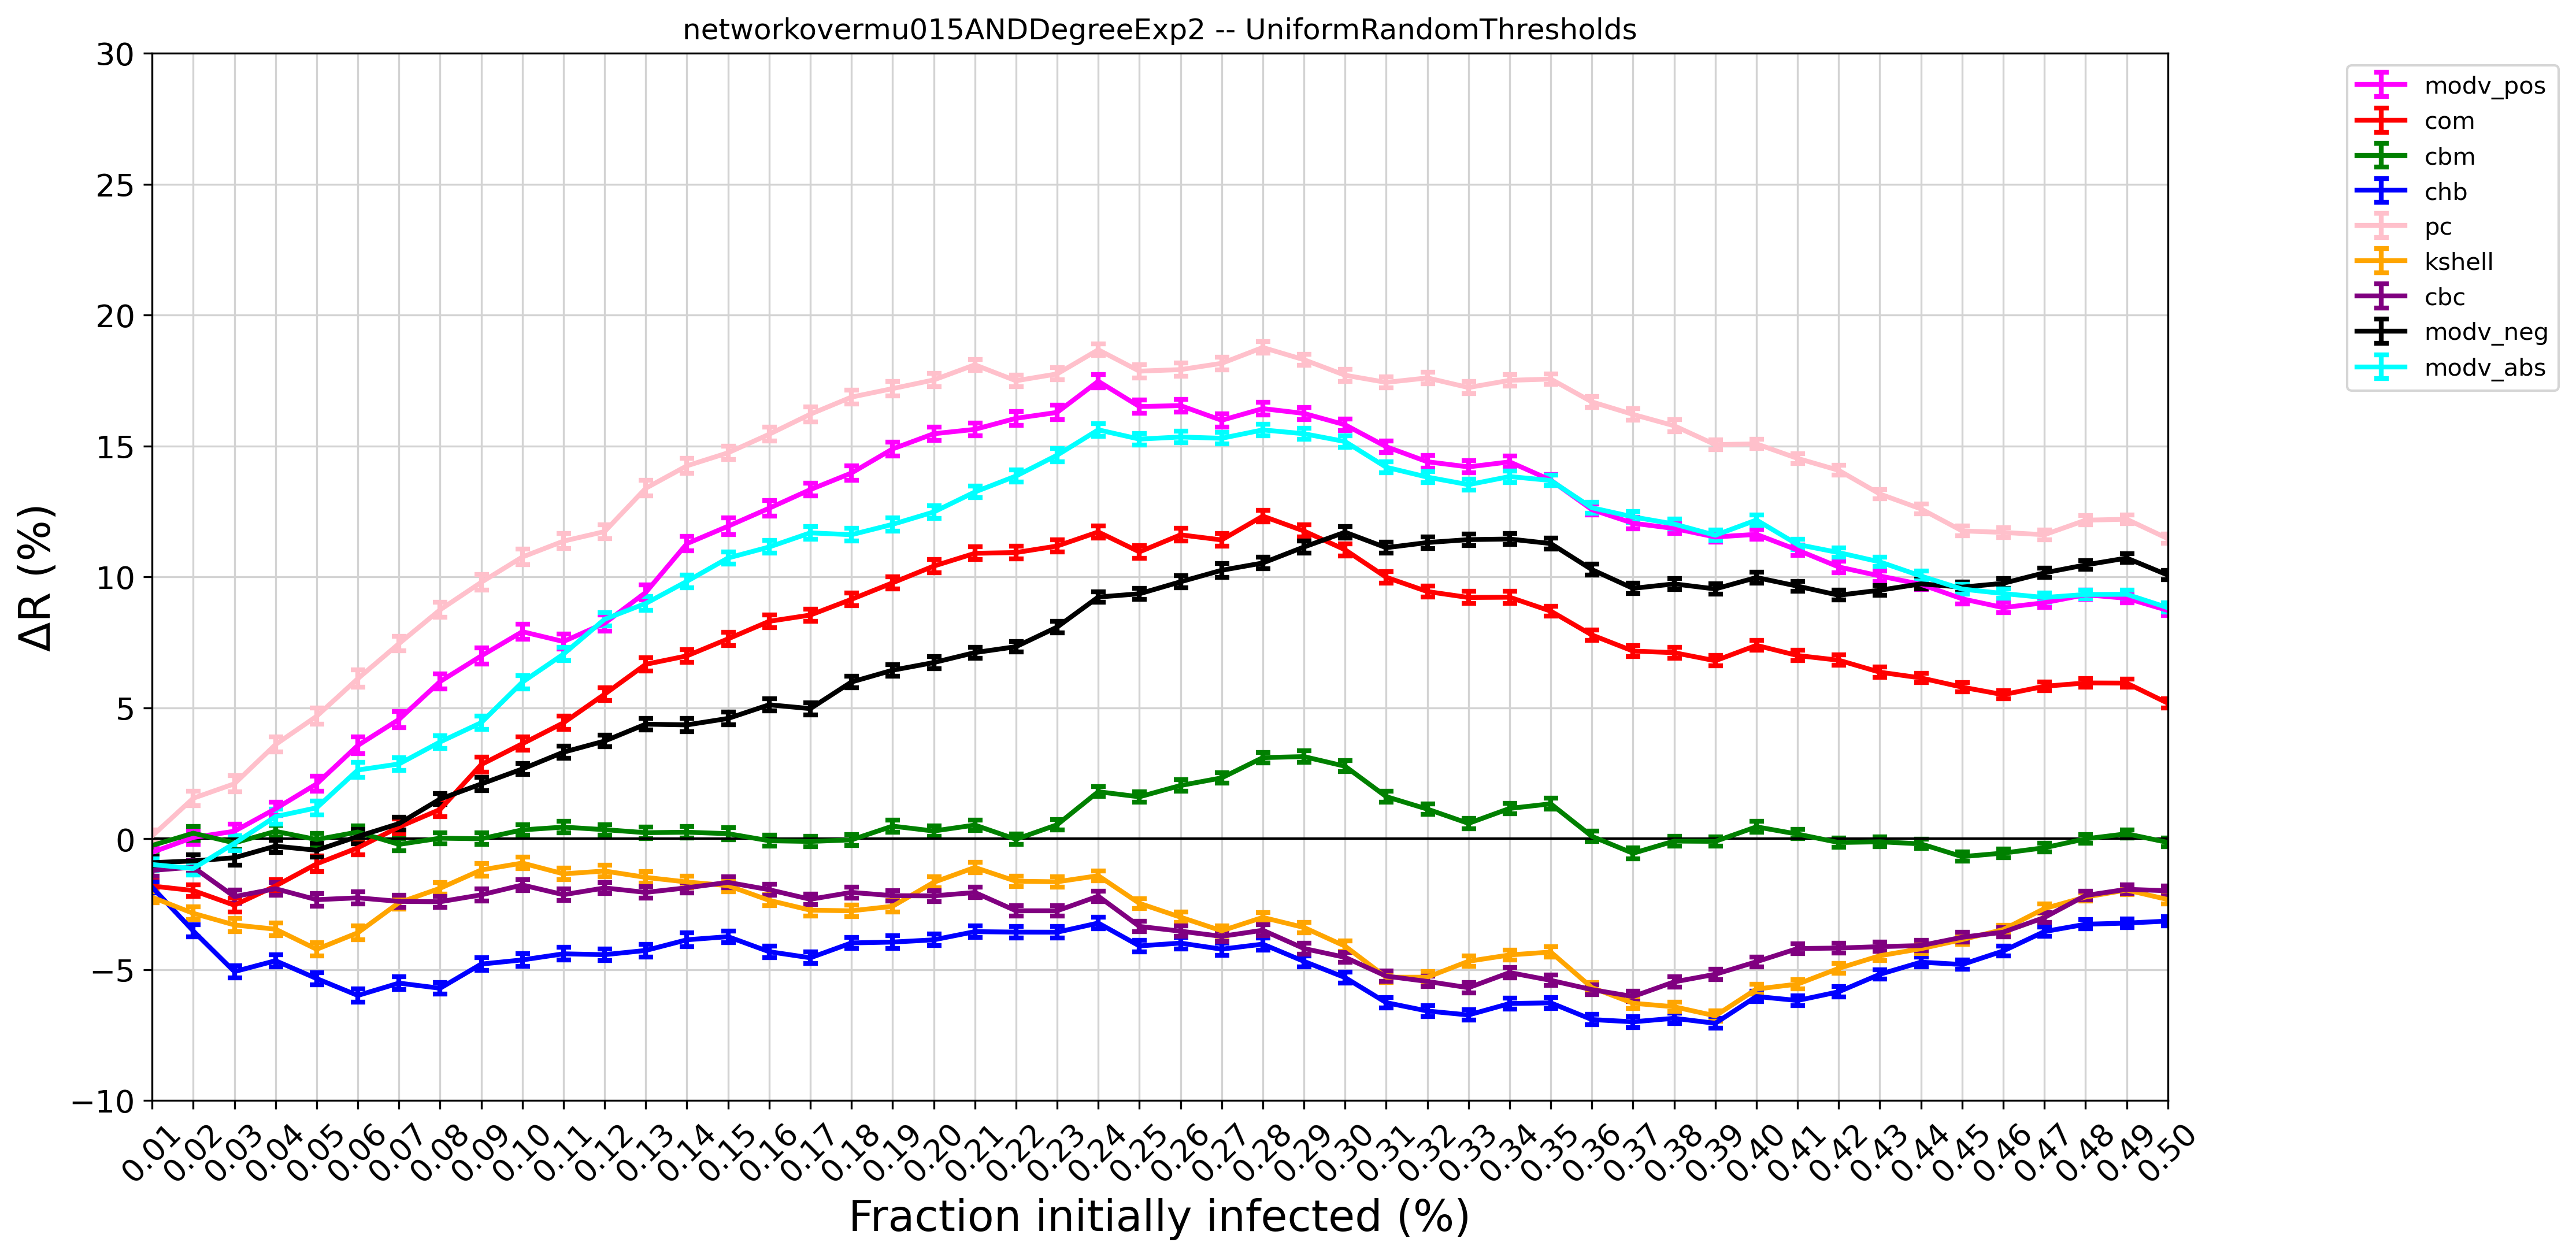 networkovermu015ANDDegreeExp2 -- UniformRandomThresholds
30
25
20
15
10
5
0
−5
−10
ΔR (%)
0.01 0.02 0.03 0.04 0.05 0.06 0.07 0.08 0.09 0.10 0.11 0.12 0.13 0.14 0.15 0.16 0.17 0.18 0.19 0.20 0.21 0.22 0.23 0.24 0.25 0.26 0.27 0.28 0.29 0.30 0.31 0.32 0.33 0.34 0.35 0.36 0.37 0.38 0.39 0.40 0.41 0.42 0.43 0.44 0.45 0.46 0.47 0.48 0.49 0.50
Fraction initially infected (%)
modv_pos
com
cbm
chb
pc
kshell
cbc
modv_neg
modv_abs